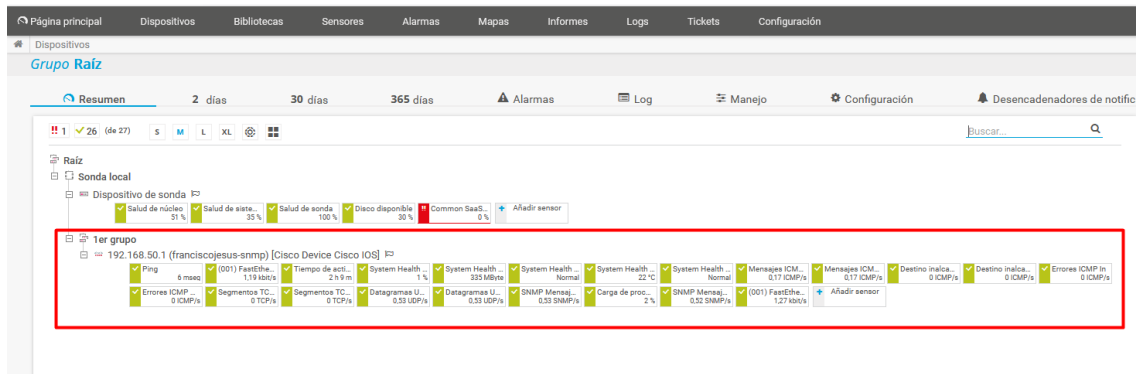 Página principal Dispositivos Bibliotecas Sensores Alarmas Mapas Informes Logs Tickets Configuración
Dispositivos
Grupo Raíz
Resumen 2 días 30 días 365 días Alarmas Log Manejo Configuración Desencadenadores de notific
1 26 (de 27) S M L XL Buscar...
Raíz
Sonda local
Dispositivo de sonda
Salud de núcleo Salud de siste... Salud de sonda Disco disponible Common SaaS... + Añadir sensor
51 % 35 % 100 % 30 % 0 %
1er grupo
192.168.50.1 (franciscojesus-snmp) [Cisco Device Cisco IOS]
Ping (001) FastEthe... Tiempo de acti... System Health ... System Health ... System Health ... System Health ... System Health ... Mensajes ICM... Mensajes ICM... Destino inalca... Destino inalca... Errores ICMP In
6 mseg 1,19 kbit/s 2 h 9 m 1 % 335 MByte Normal 22 °C Normal 0,17 ICMP/s 0,17 ICMP/s 0 ICMP/s 0 ICMP/s 0 ICMP/s
Errores ICMP ... Segmentos TC... Segmentos TC... Datagramas U... Datagramas U... SNMP Mensaj... Carga de proc... SNMP Mensaj... (001) FastEthe... + Añadir sensor
0 ICMP/s 0 TCP/s 0 TCP/s 0,53 UDP/s 0,53 UDP/s 0,53 SNMP/s 2 % 0,52 SNMP/s 1,27 kbit/s